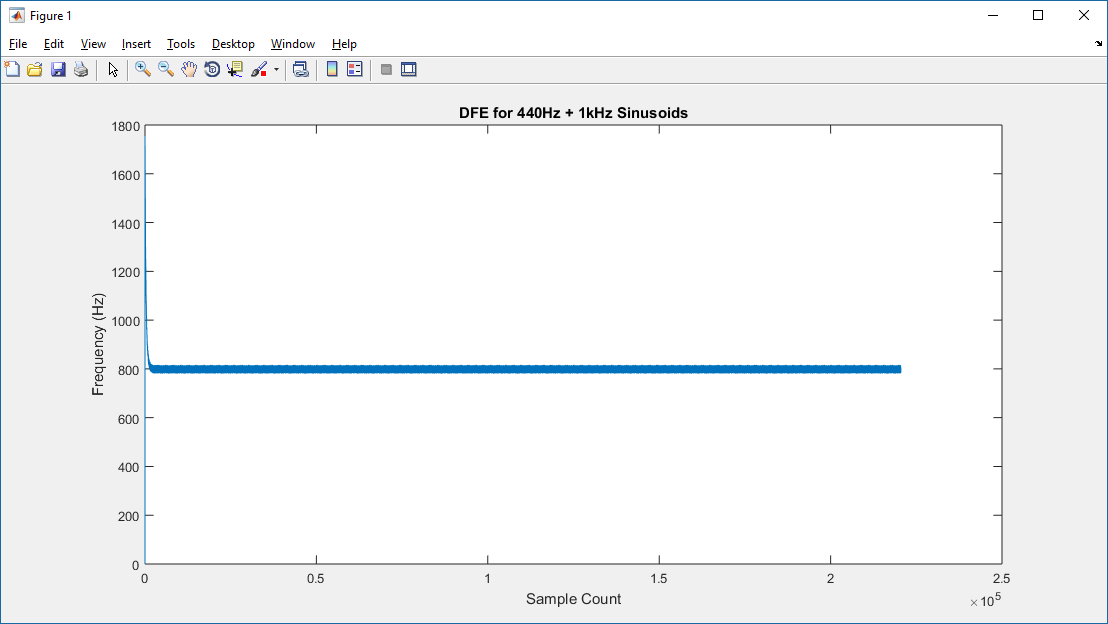 Figure 1
File Edit View Insert Tools Desktop Window Help
DFE for 440Hz + 1kHz Sinusoids
1800
1600
1400
1200
1000
800
600
400
200
0
Frequency (Hz)
0 0.5 1 1.5 2 2.5
Sample Count
× 10⁵